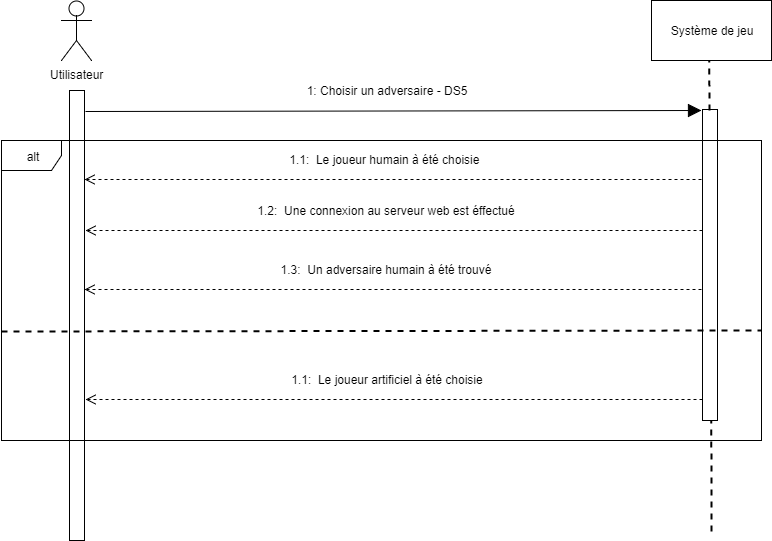 Système de jeu
Utilisateur
1: Choisir un adversaire - DS5
alt
1.1: Le joueur humain à été choisie
1.2: Une connexion au serveur web est éffectué
1.3: Un adversaire humain à été trouvé
1.1: Le joueur artificiel à été choisie